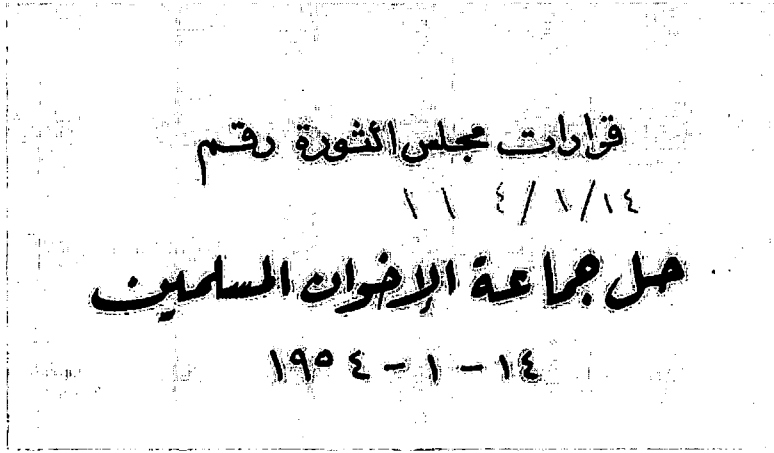 قرارات مجلس الثورة رقم
١٤/١/٤ ١١
حل جماعة الإخوان المسلمين
١٤ - ١ - ١٩٥٤